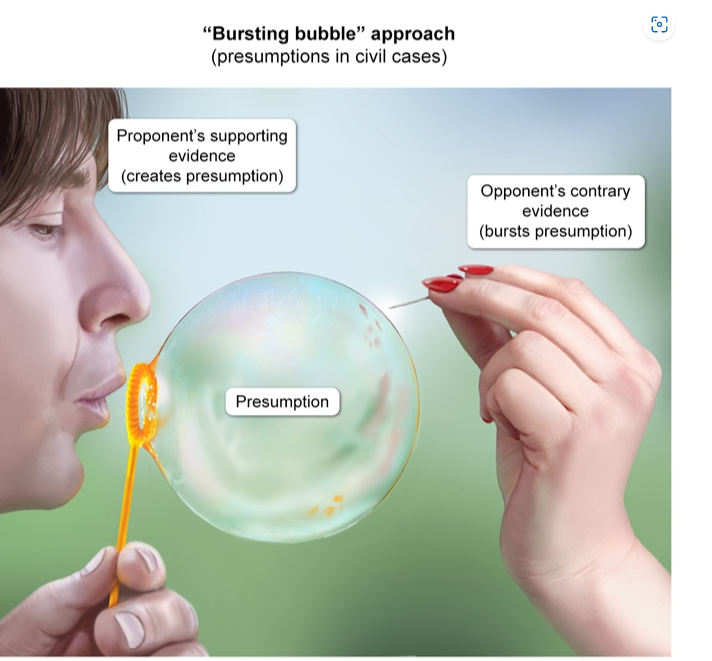 “Bursting bubble” approach
(presumptions in civil cases)
Proponent’s supporting
evidence
(creates presumption)
Opponent’s contrary
evidence
(bursts presumption)
Presumption